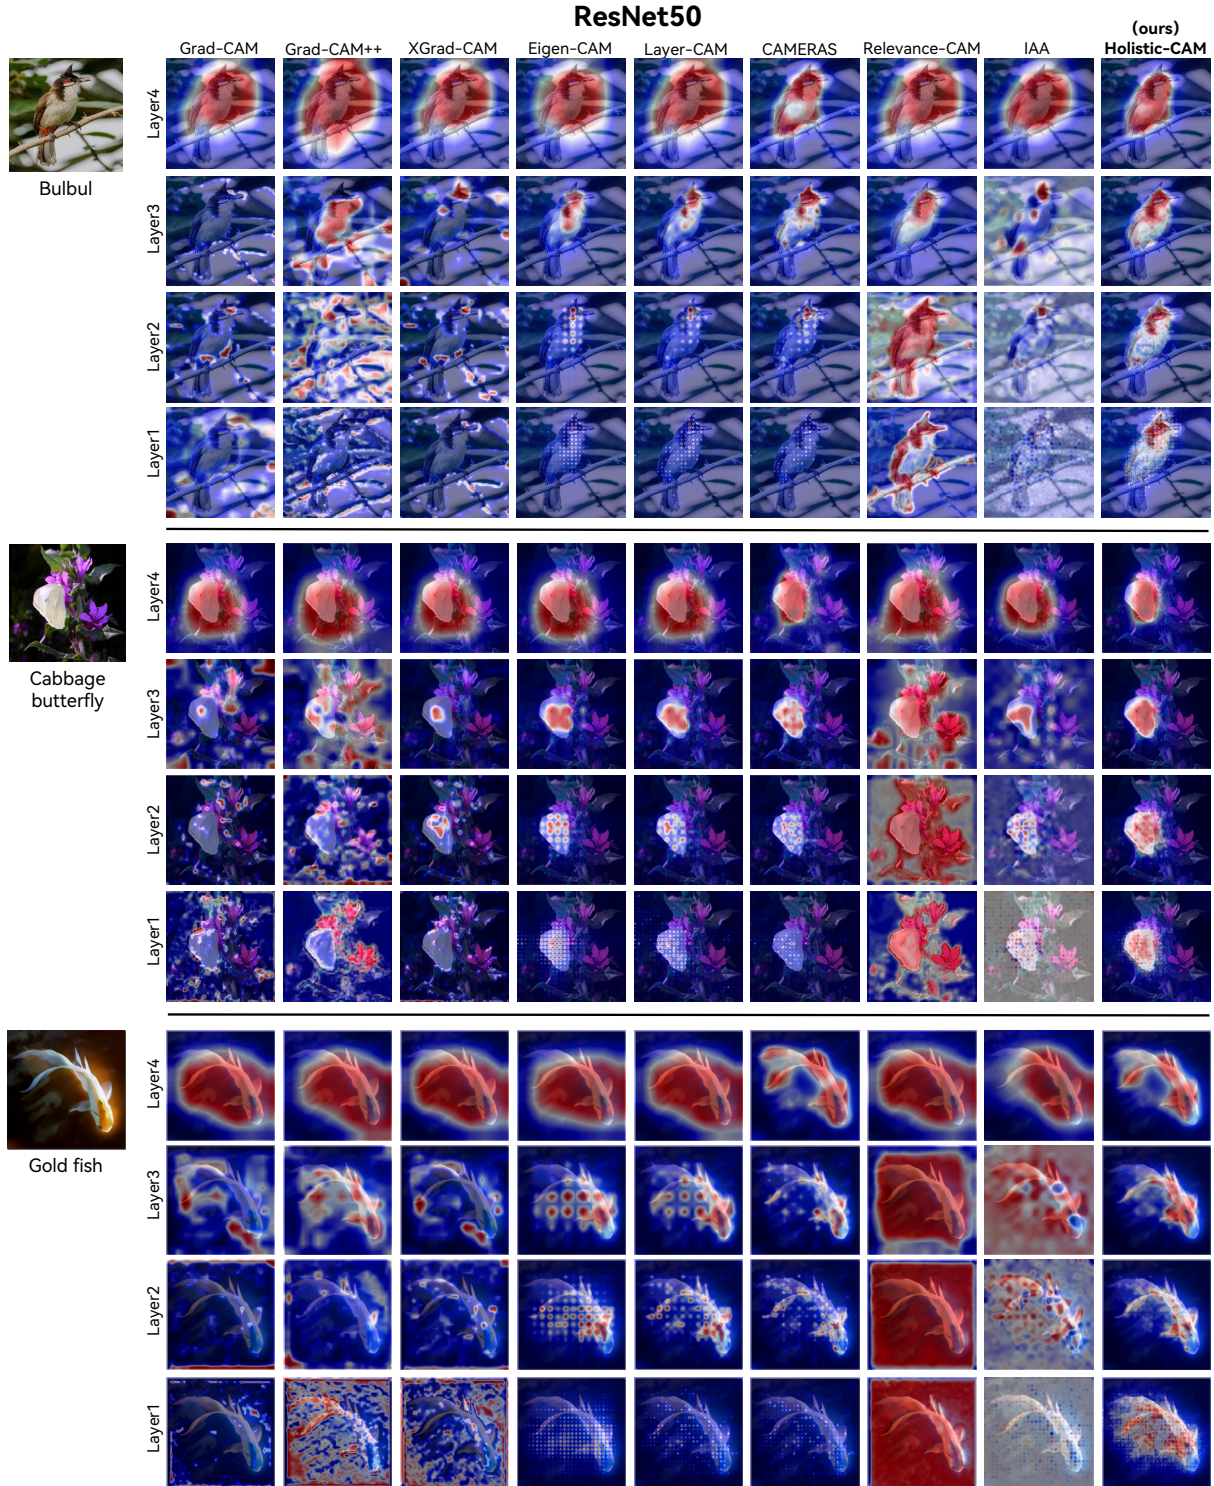 ResNet50
Grad-CAM Grad-CAM++ XGrad-CAM Eigen-CAM Layer-CAM CAMERAS Relevance-CAM IAA (ours) Holistic-CAM
Layer4
Bulbul
Layer3
Layer2
Layer1
Layer4
Cabbage
butterfly
Layer3
Layer2
Layer1
Layer4
Gold fish
Layer3
Layer2
Layer1